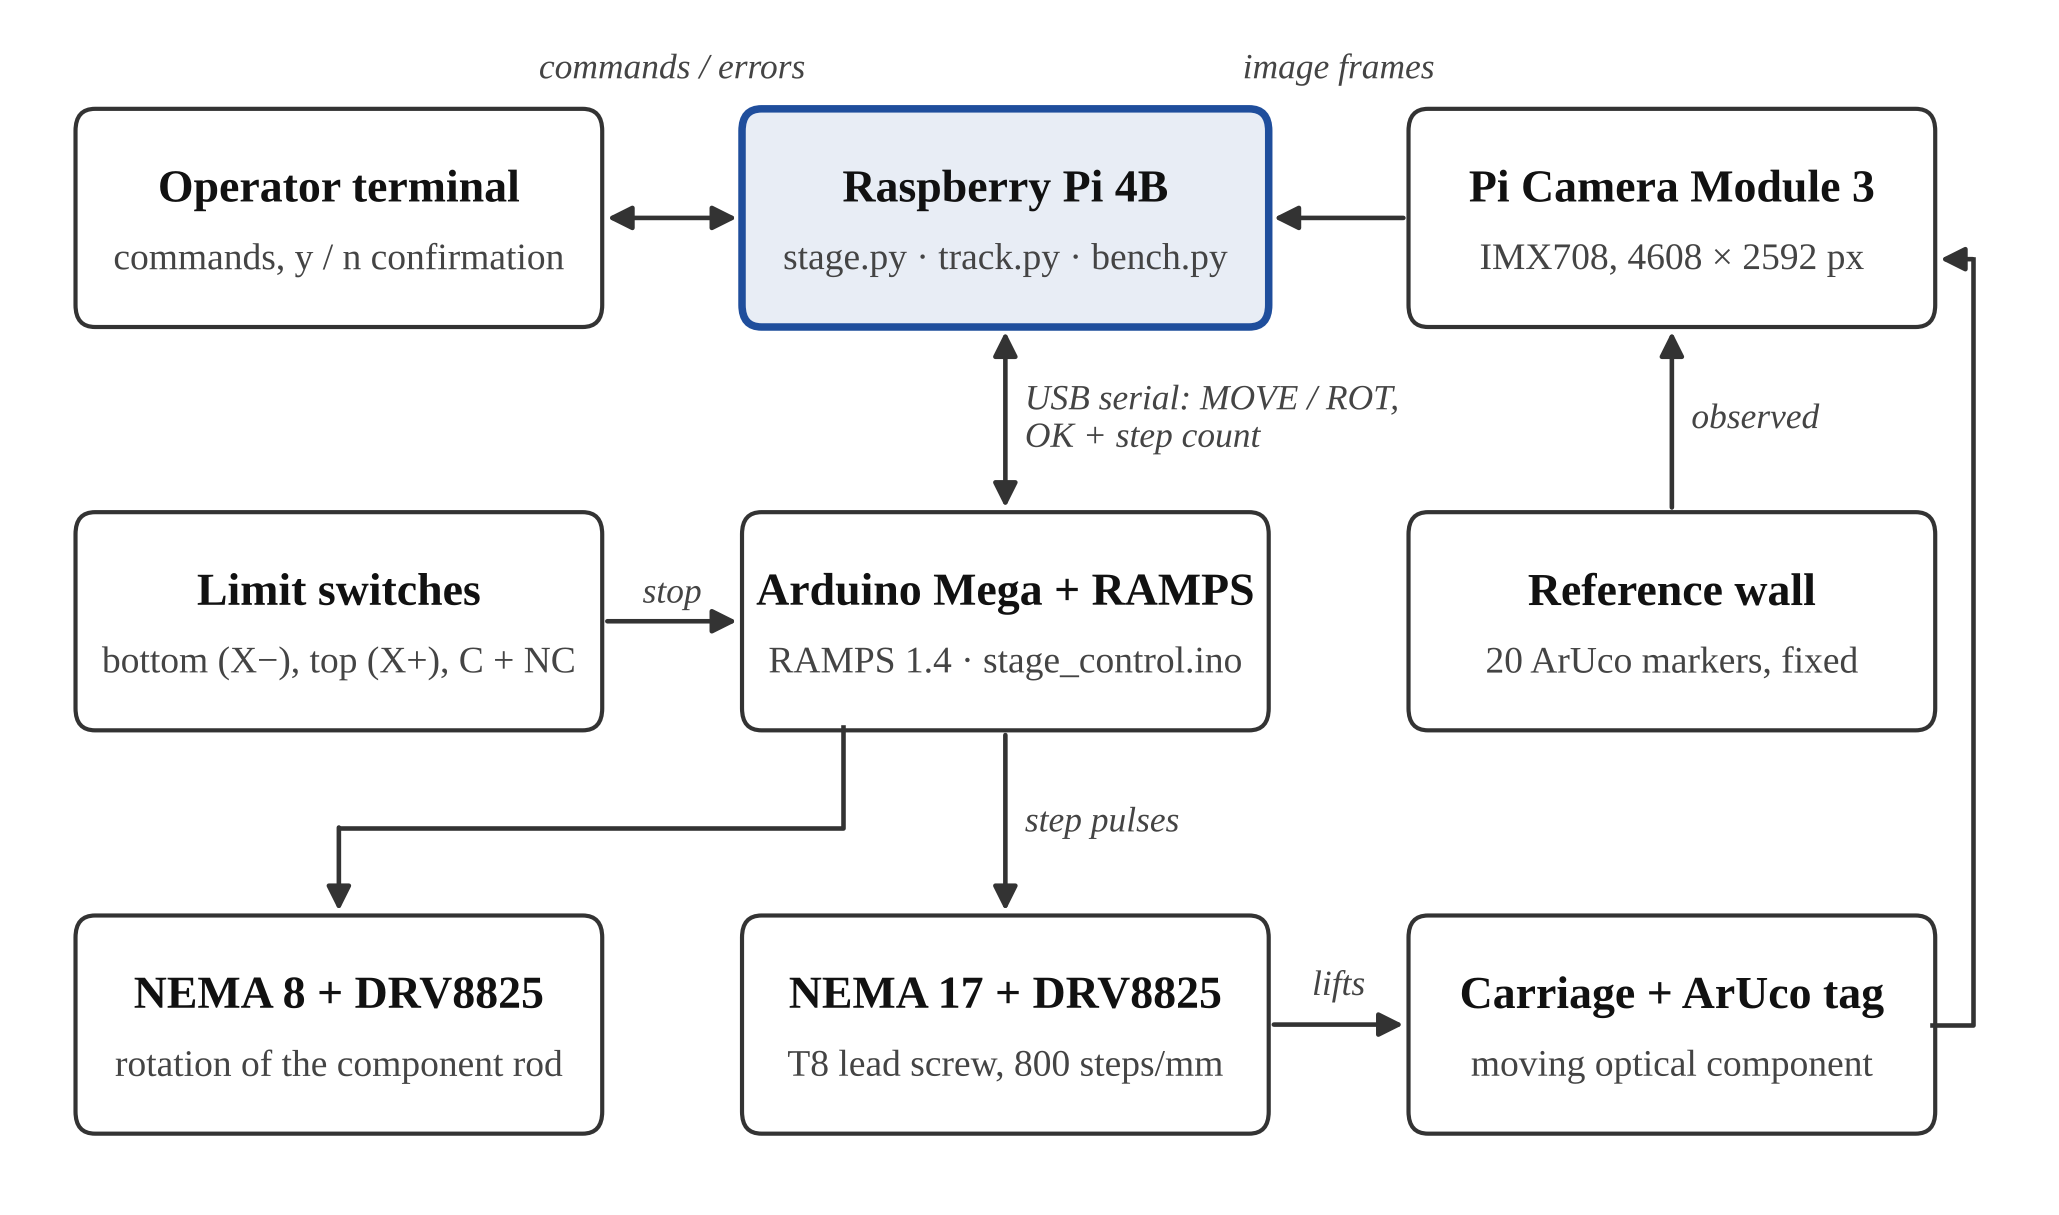 commands / errors
image frames
Operator terminal
commands, y / n confirmation
Raspberry Pi 4B
stage.py · track.py · bench.py
Pi Camera Module 3
IMX708, 4608 × 2592 px
USB serial: MOVE / ROT,
OK + step count
observed
Limit switches
bottom (X−), top (X+), C + NC
stop
Arduino Mega + RAMPS
RAMPS 1.4 · stage_control.ino
Reference wall
20 ArUco markers, fixed
step pulses
NEMA 8 + DRV8825
rotation of the component rod
NEMA 17 + DRV8825
T8 lead screw, 800 steps/mm
lifts
Carriage + ArUco tag
moving optical component